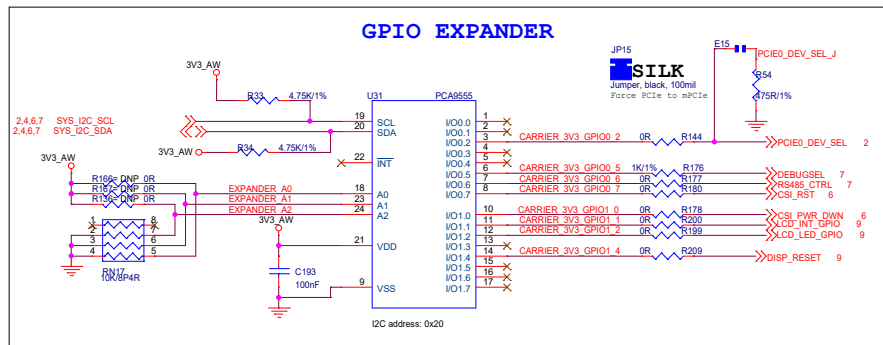 GPIO EXPANDER
JP15
SILK
Jumper, black, 100mil
Force PCIe to mPCIe
E15
PCIE0_DEV_SEL_J
R54
475R/1%
3V3_AW
R33
4.75K/1%
U31
PCA9555
2,4,6,7 SYS_I2C_SCL
2,4,6,7 SYS_I2C_SDA
19 SCL
20 SDA
3V3_AW
R34
4.75K/1%
22 INT
3V3_AW
R166= DNP 0R
R167= DNP 0R
R136= DNP 0R
EXPANDER_A0
EXPANDER_A1
EXPANDER_A2
18 A0
23 A1
24 A2
3V3_AW
21 VDD
9 VSS
C193
100nF
1 8
2 7
3 6
4 5
RN17
10K/8P4R
I/O0.0 1
I/O0.1 2
I/O0.2 3 CARRIER_3V3_GPIO0_2 0R R144 PCIE0_DEV_SEL 2
I/O0.3 4
I/O0.4 5
I/O0.5 6 CARRIER_3V3_GPIO0_5 1K/1% R176 DEBUGSEL 7
I/O0.6 7 CARRIER_3V3_GPIO0_6 0R R177 RS485_CTRL 7
I/O0.7 8 CARRIER_3V3_GPIO0_7 0R R180 CSI_RST 6
I/O1.0 10 CARRIER_3V3_GPIO1_0 0R R178 CSI_PWR_DWN 6
I/O1.1 11 CARRIER_3V3_GPIO1_1 0R R200 LCD_INT_GPIO 9
I/O1.2 12 CARRIER_3V3_GPIO1_2 0R R199 LCD_LED_GPIO 9
I/O1.3 13
I/O1.4 14 CARRIER_3V3_GPIO1_4 0R R209 DISP_RESET 9
I/O1.5 15
I/O1.6 16
I/O1.7 17
I2C address: 0x20